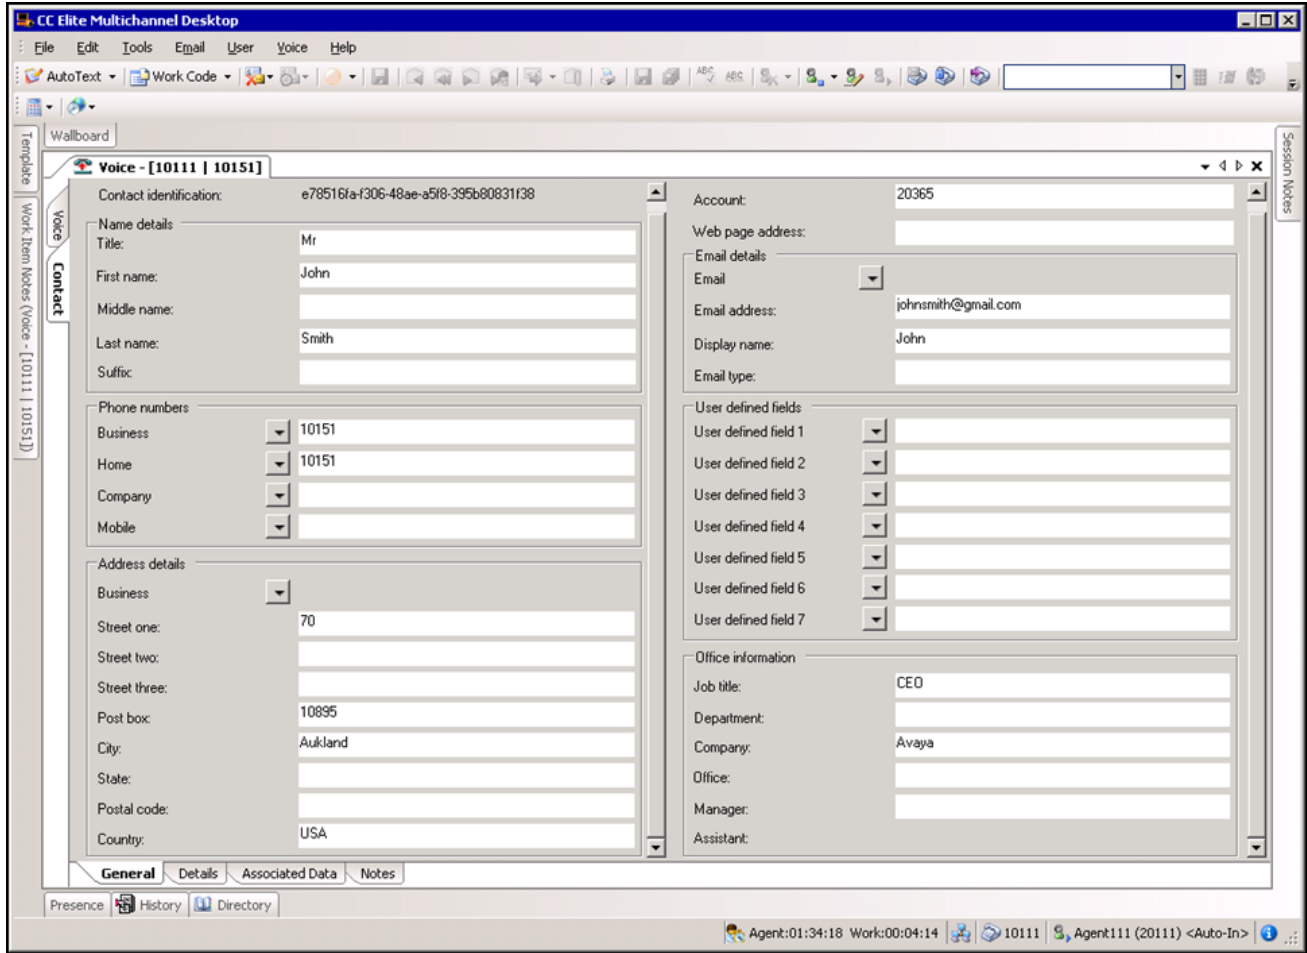 CC Elite Multichannel Desktop
File Edit Tools Email User Voice Help
AutoText Work Code ABC ABC
Wallboard
Template
Work Item Notes (Voice - [10111 | 10151])
Session Notes
Voice - [10111 | 10151]
Voice
Contact
Contact identification: e78516fa-f306-48ae-a5f8-395b80831f38
Name details
Title: Mr
First name: John
Middle name:
Last name: Smith
Suffix:
Phone numbers
Business 10151
Home 10151
Company
Mobile
Address details
Business
Street one: 70
Street two:
Street three:
Post box: 10895
City: Aukland
State:
Postal code:
Country: USA
Account: 20365
Web page address:
Email details
Email
Email address: johnsmith@gmail.com
Display name: John
Email type:
User defined fields
User defined field 1
User defined field 2
User defined field 3
User defined field 4
User defined field 5
User defined field 6
User defined field 7
Office information
Job title: CEO
Department:
Company: Avaya
Office:
Manager:
Assistant:
General Details Associated Data Notes
Presence History Directory
Agent:01:34:18 Work:00:04:14 10111 Agent111 (20111) <Auto-In>